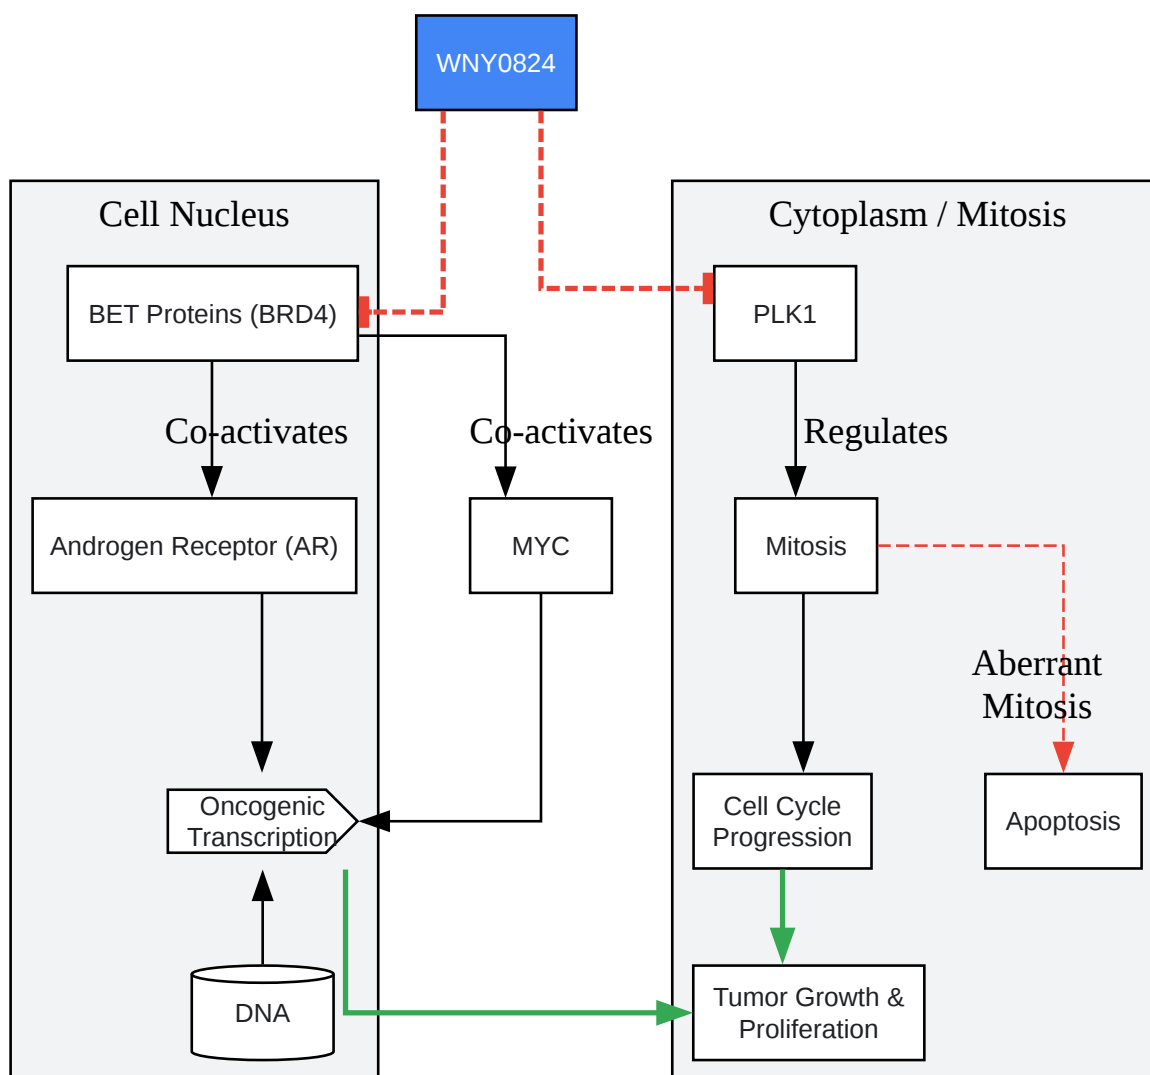 WNY0824
Cell Nucleus
Cytoplasm / Mitosis
BET Proteins (BRD4)
PLK1
Co-activates
Co-activates
Regulates
Androgen Receptor (AR)
MYC
Mitosis
Aberrant
Mitosis
Oncogenic
Transcription
Cell Cycle
Progression
Apoptosis
DNA
Tumor Growth &
Proliferation